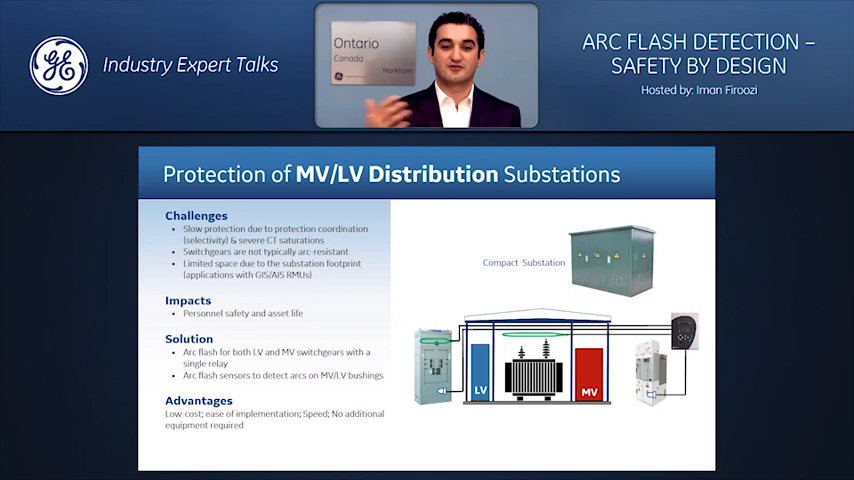 GE
Industry Expert Talks
Ontario
Canada
Markham
ARC FLASH DETECTION –
SAFETY BY DESIGN
Hosted by: Iman Firoozi
Protection of MV/LV Distribution Substations
Challenges
• Slow protection due to protection coordination
(selectivity) & severe CT saturations
• Switchgears are not typically arc-resistant
• Limited space due to the substation footprint
(applications with GIS/AIS RMUs)
Impacts
• Personnel safety and asset life
Solution
• Arc flash for both LV and MV switchgears with a
single relay
• Arc flash sensors to detect arcs on MV/LV bushings
Advantages
Low-cost; ease of implementation; Speed; No additional
equipment required
Compact Substation
LV
MV